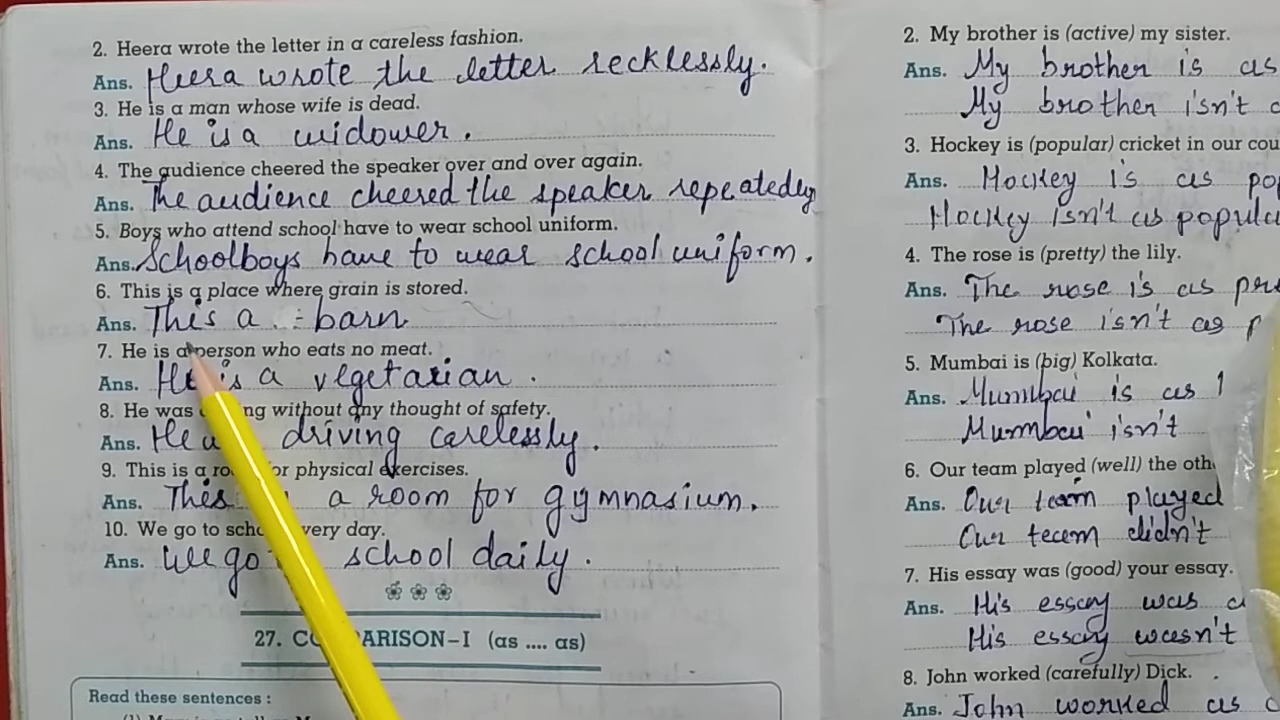 2. Heera wrote the letter in a careless fashion.
Ans. Heera wrote the letter recklessly.
3. He is a man whose wife is dead.
Ans. He is a widower.
4. The audience cheered the speaker over and over again.
Ans. The audience cheered the speaker repeatedly
5. Boys who attend school have to wear school uniform.
Ans. Schoolboys have to wear school uniform.
6. This is a place where grain is stored.
Ans. This a barn
7. He is a person who eats no meat.
Ans. He is a vegetarian.
8. He was without any thought of safety.
Ans. He driving carelessly.
9. This is a for physical exercises.
Ans. This a room for gymnasium.
10. We go to every day.
Ans. We go school daily.
27. COMPARISON-I (as .... as)
Read these sentences :
2. My brother is (active) my sister.
Ans. My brother is as
My brother isn't
3. Hockey is (popular) cricket in our
Ans. Hockey is as
Hockey isn't as
4. The rose is (pretty) the lily.
Ans. The rose is as
The rose isn't as
5. Mumbai is (big) Kolkata.
Ans. Mumbai is as
Mumbai isn't
6. Our team played (well) the
Ans. Our team played
Our team didn't
7. His essay was (good) your essay.
Ans. His essay was
His essay wasn't
8. John worked (carefully) Dick.
Ans. John worked as